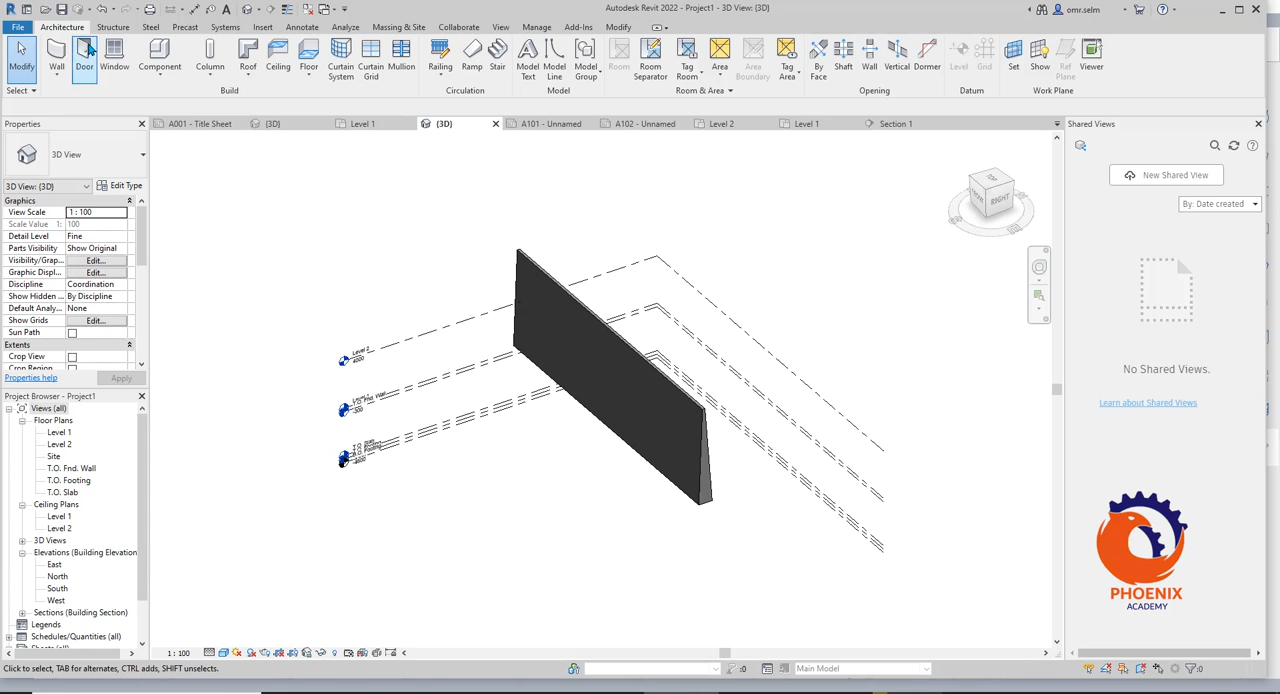 Autodesk Revit 2022 - Project1 - 3D View: {3D}
omr.selm
File Architecture Structure Steel Precast Systems Insert Annotate Analyze Massing & Site Collaborate View Manage Add-Ins Modify
Modify Wall Door Window Component Column Roof Ceiling Floor Curtain System Curtain Grid Mullion Railing Ramp Stair Model Text Model Line Model Group Room Room Separator Tag Room Area Area Boundary Tag Area By Face Shaft Wall Vertical Dormer Level Grid Set Show Ref Plane Viewer
Select Build Circulation Model Room & Area Opening Datum Work Plane
Properties
A001 - Title Sheet {3D} Level 1 {3D} A101 - Unnamed A102 - Unnamed Level 2 Level 1 Section 1
Shared Views
3D View
New Shared View
3D View: {3D} Edit Type
By: Date created
Graphics
View Scale 1 : 100
Scale Value 1: 100
Detail Level Fine
Parts Visibility Show Original
Visibility/Grap... Edit...
Graphic Displ... Edit...
Discipline Coordination
Show Hidden ... By Discipline
Default Analy... None
Show Grids Edit...
Sun Path
Extents
Crop View
Crop Region
Properties help Apply
TOP
RIGHT
Level 2
4000
No Shared Views.
Learn about Shared Views
Project Browser - Project1
Views (all)
Floor Plans
Level 1
Level 2
Site
T.O. Fnd. Wall
T.O. Footing
T.O. Slab
Ceiling Plans
Level 1
Level 2
3D Views
Elevations (Building Elevation
East
North
South
West
Sections (Building Section)
Legends
Schedules/Quantities (all)
PHOENIX
ACADEMY
1 : 100
Click to select, TAB for alternates, CTRL adds, SHIFT unselects.
:0
Main Model
:0